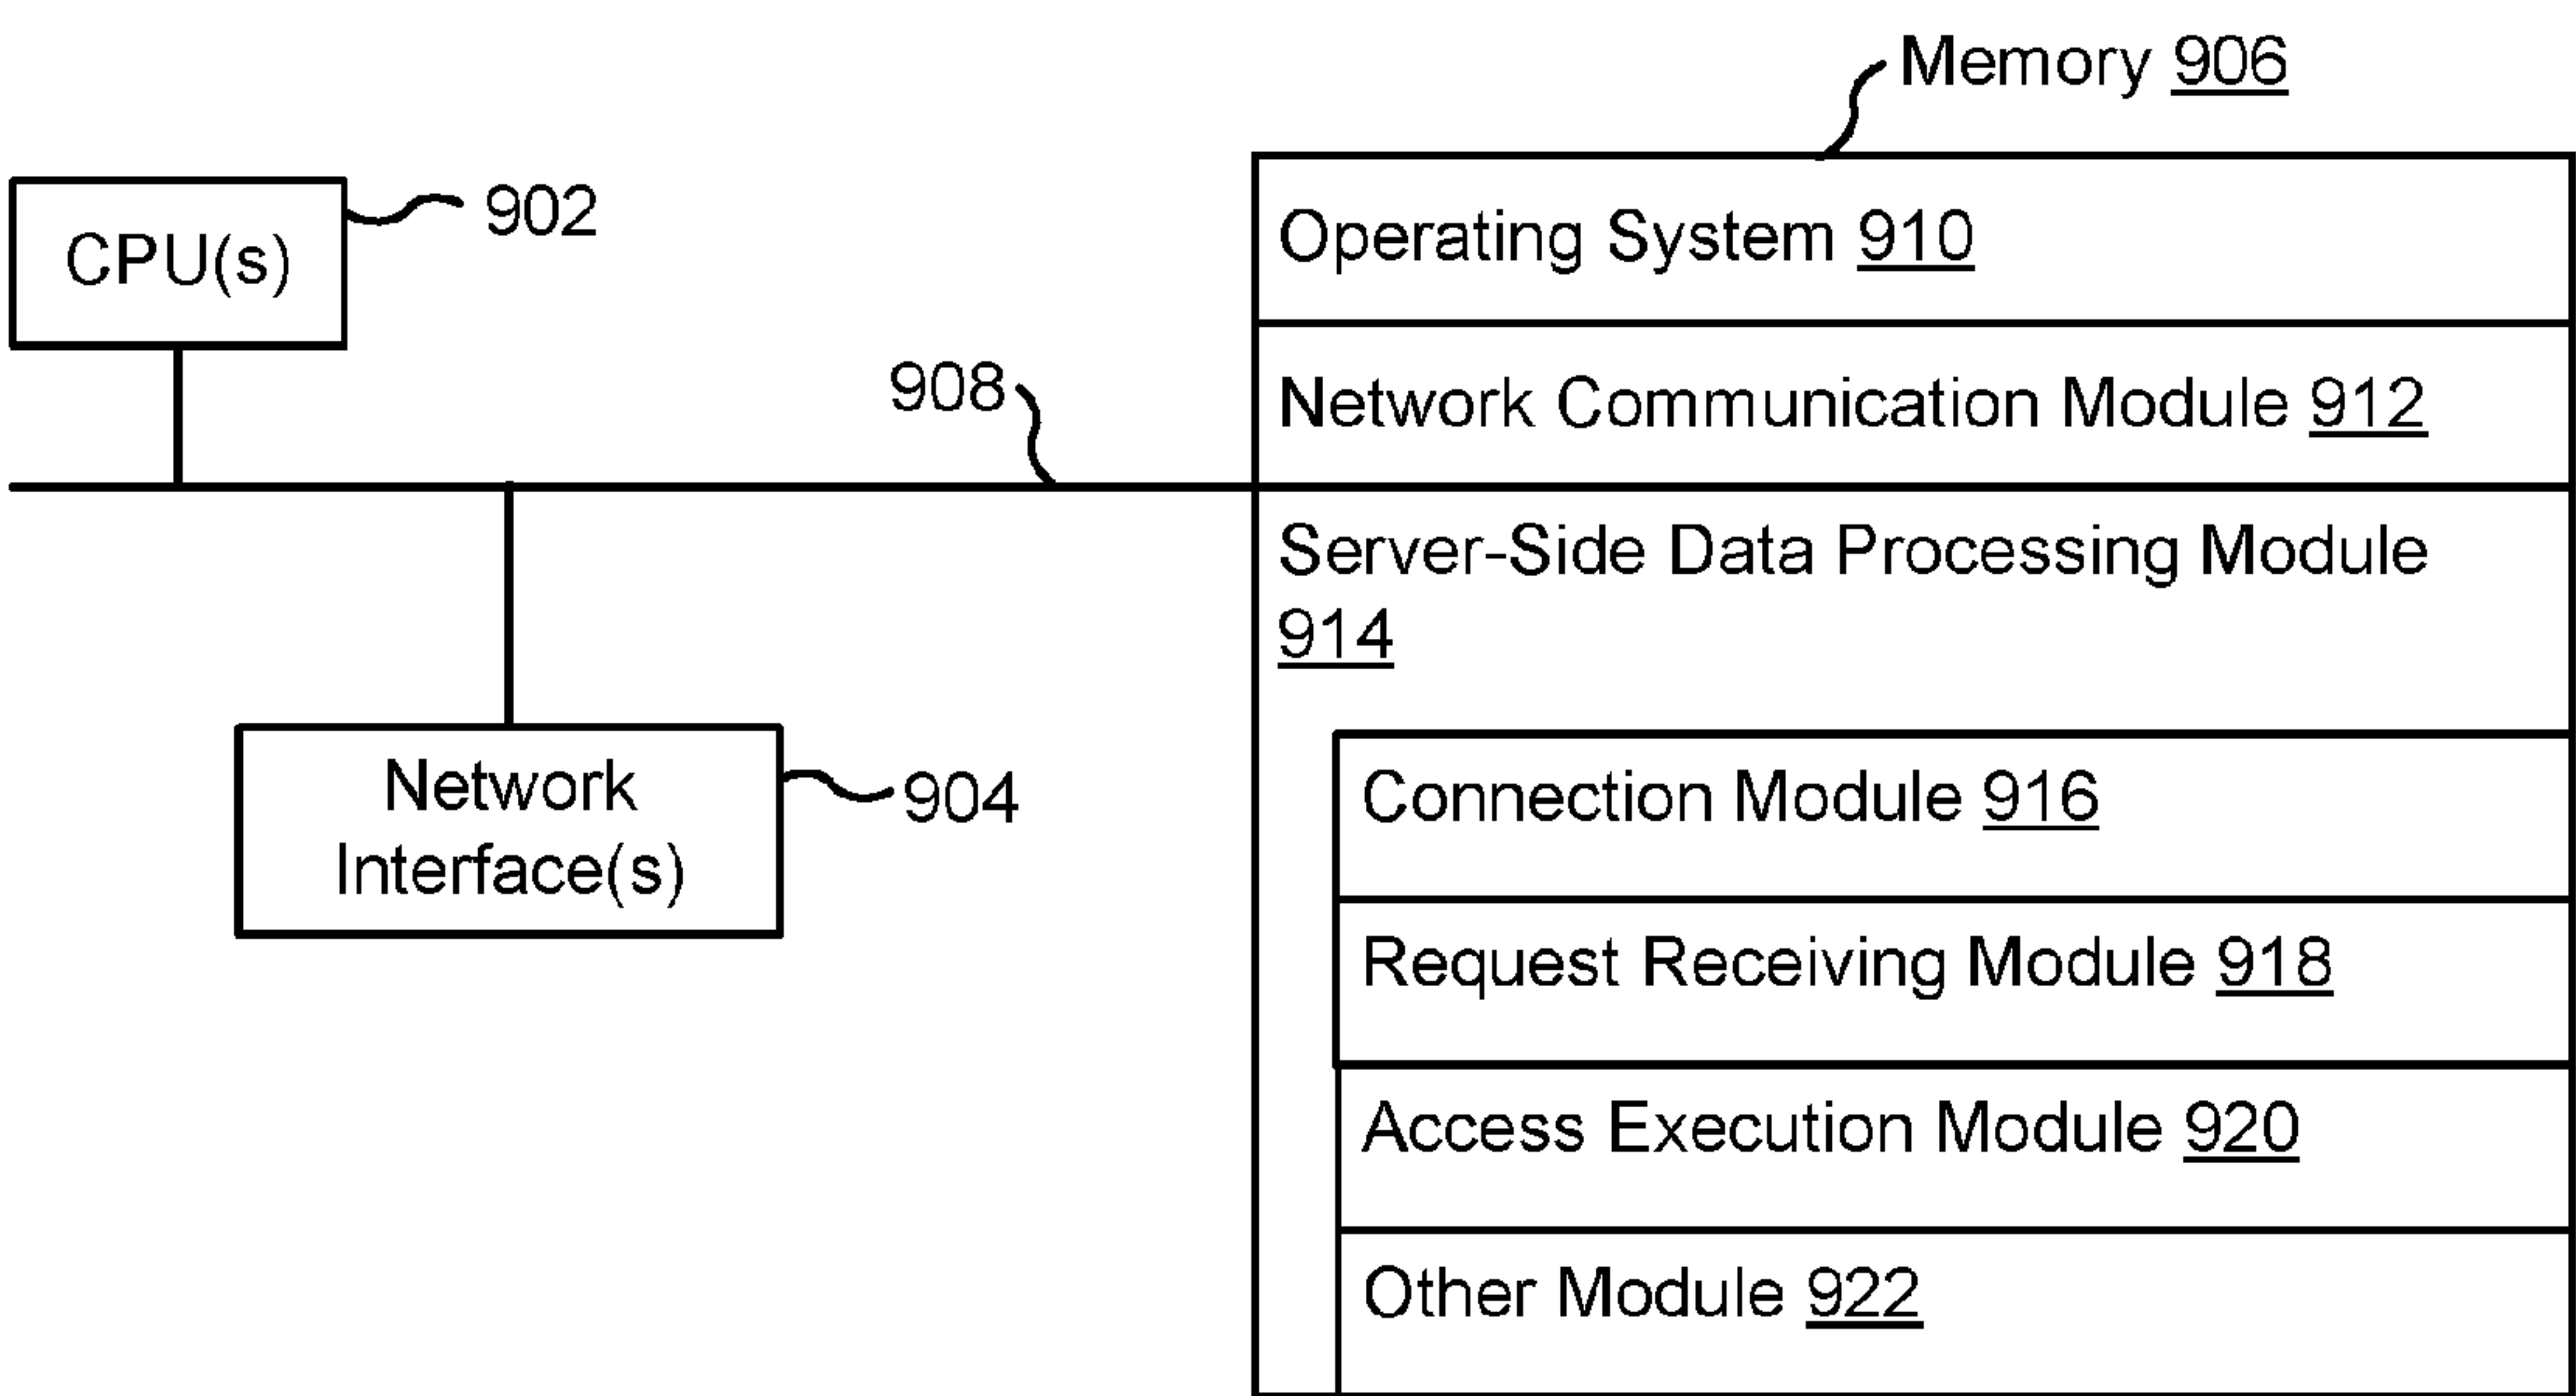 Memory 906
CPU(s)
902
Operating System 910
908
Network Communication Module 912
Server-Side Data Processing Module
914
Network
Interface(s)
904
Connection Module 916
Request Receiving Module 918
Access Execution Module 920
Other Module 922